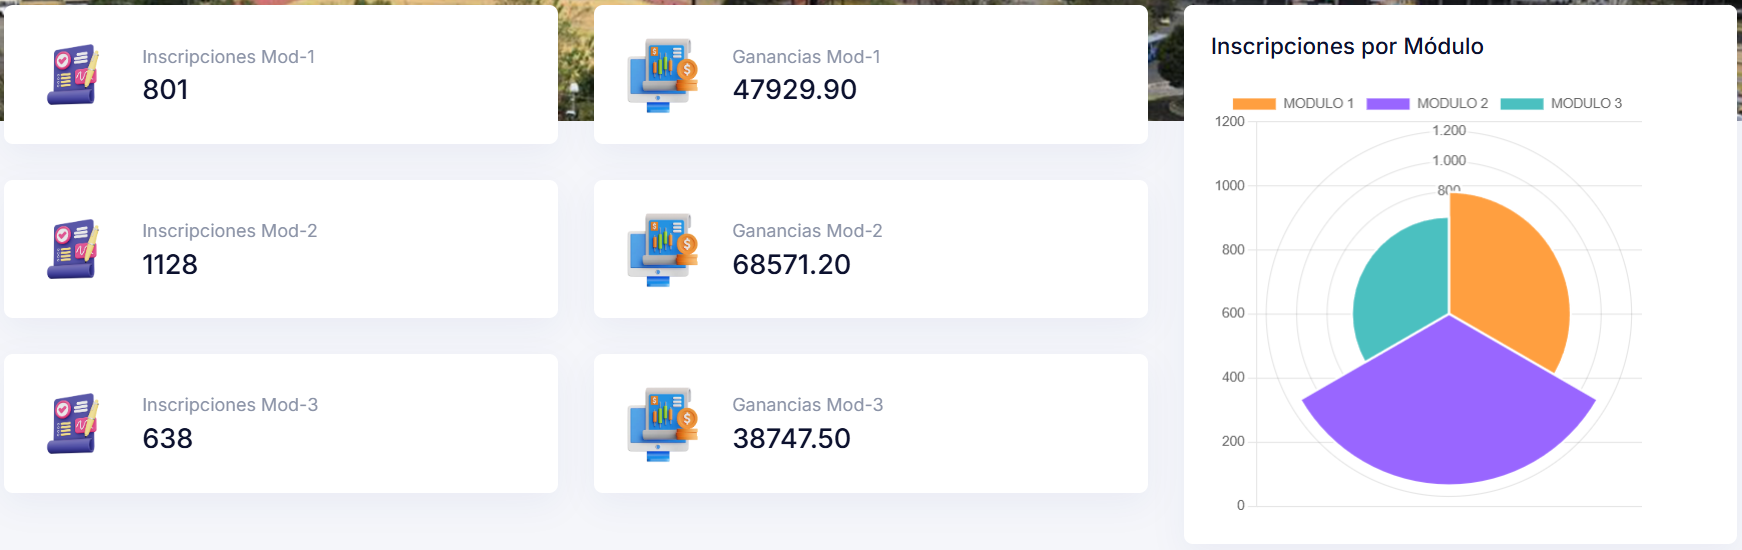 Inscripciones Mod-1
801
Ganancias Mod-1
47929.90
Inscripciones Mod-2
1128
Ganancias Mod-2
68571.20
Inscripciones Mod-3
638
Ganancias Mod-3
38747.50
Inscripciones por Módulo
MODULO 1 MODULO 2 MODULO 3
1200
1000
800
600
400
200
0
1.200
1.000
800